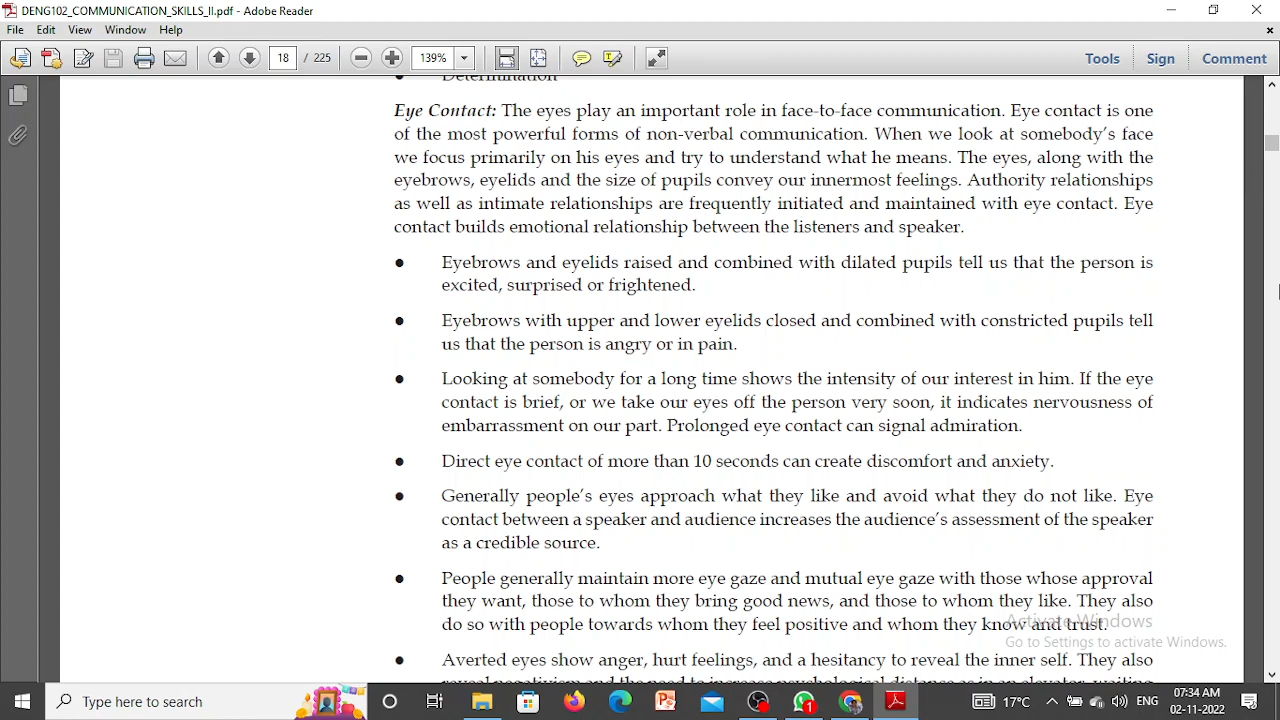 DENG102_COMMUNICATION_SKILLS_II.pdf - Adobe Reader
File Edit View Window Help
18 / 225 139% Tools Sign Comment
Determination
Eye Contact: The eyes play an important role in face-to-face communication. Eye contact is one
of the most powerful forms of non-verbal communication. When we look at somebody's face
we focus primarily on his eyes and try to understand what he means. The eyes, along with the
eyebrows, eyelids and the size of pupils convey our innermost feelings. Authority relationships
as well as intimate relationships are frequently initiated and maintained with eye contact. Eye
contact builds emotional relationship between the listeners and speaker.
● Eyebrows and eyelids raised and combined with dilated pupils tell us that the person is
excited, surprised or frightened.
● Eyebrows with upper and lower eyelids closed and combined with constricted pupils tell
us that the person is angry or in pain.
● Looking at somebody for a long time shows the intensity of our interest in him. If the eye
contact is brief, or we take our eyes off the person very soon, it indicates nervousness of
embarrassment on our part. Prolonged eye contact can signal admiration.
● Direct eye contact of more than 10 seconds can create discomfort and anxiety.
● Generally people's eyes approach what they like and avoid what they do not like. Eye
contact between a speaker and audience increases the audience's assessment of the speaker
as a credible source.
● People generally maintain more eye gaze and mutual eye gaze with those whose approval
they want, those to whom they bring good news, and those to whom they like. They also
do so with people towards whom they feel positive and whom they know and trust.
Activate Windows
Go to Settings to activate Windows.
● Averted eyes show anger, hurt feelings, and a hesitancy to reveal the inner self. They also
reveal negativism and the need to increase psychological distance as in an elevator, waiting
Type here to search
1
17°C ENG 07:34 AM
02-11-2022